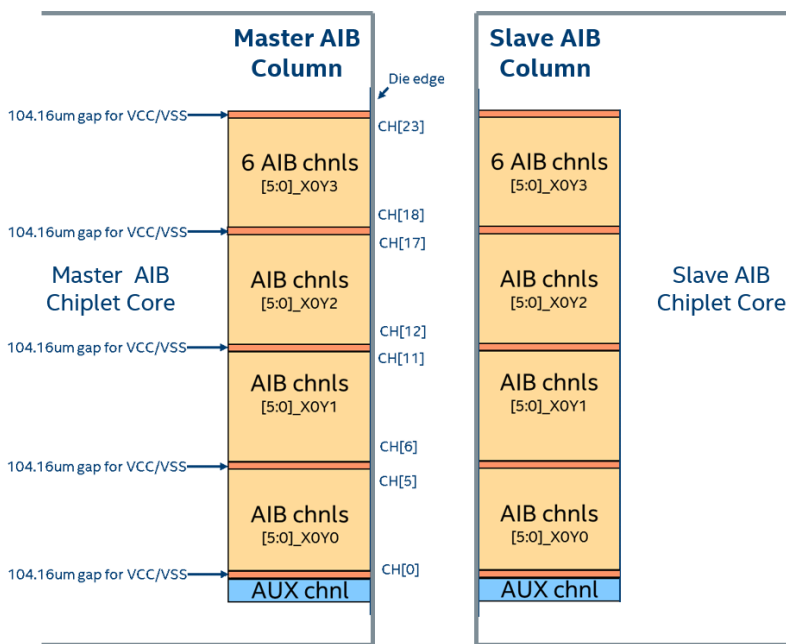 Master AIB
Column
Slave AIB
Column
Die edge
104.16um gap for VCC/VSS
CH[23]
6 AIB chnls
[5:0]_X0Y3
6 AIB chnls
[5:0]_X0Y3
CH[18]
104.16um gap for VCC/VSS
CH[17]
Master AIB
Chiplet Core
AIB chnls
[5:0]_X0Y2
AIB chnls
[5:0]_X0Y2
Slave AIB
Chiplet Core
CH[12]
104.16um gap for VCC/VSS
CH[11]
AIB chnls
[5:0]_X0Y1
AIB chnls
[5:0]_X0Y1
CH[6]
104.16um gap for VCC/VSS
CH[5]
AIB chnls
[5:0]_X0Y0
AIB chnls
[5:0]_X0Y0
CH[0]
104.16um gap for VCC/VSS
AUX chnl
AUX chnl